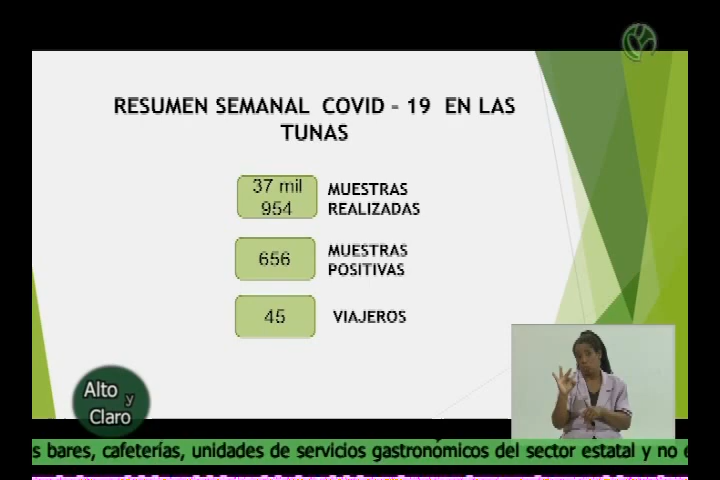 RESUMEN SEMANAL COVID - 19 EN LAS
TUNAS
37 mil
954
MUESTRAS
REALIZADAS
656
MUESTRAS
POSITIVAS
45
VIAJEROS
Alto
y
Claro
s bares, cafeterías, unidades de servicios gastronómicos del sector estatal y no e